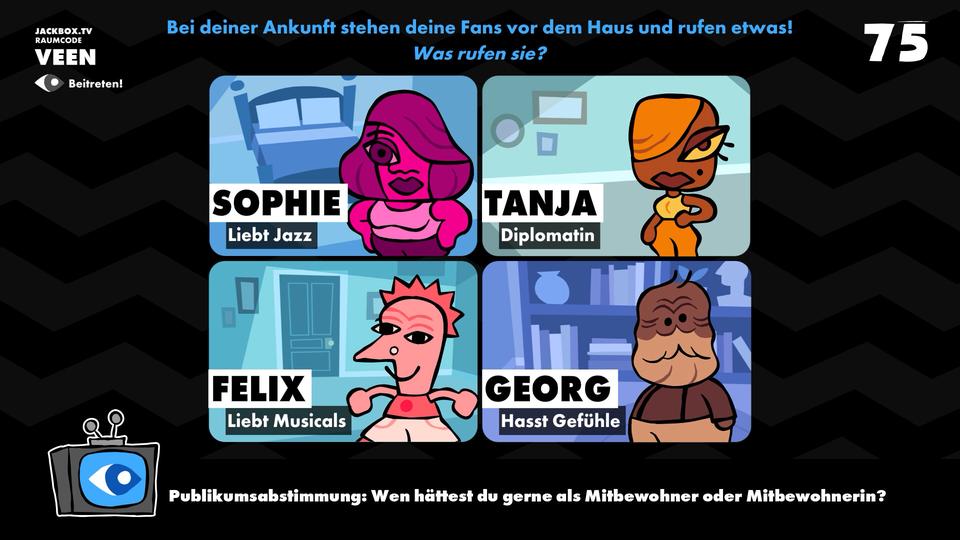 JACKBOX.TV
RAUMCODE
VEEN
Beitreten!
Bei deiner Ankunft stehen deine Fans vor dem Haus und rufen etwas!
Was rufen sie?
75
SOPHIE
Liebt Jazz
TANJA
Diplomatin
FELIX
Liebt Musicals
GEORG
Hasst Gefühle
Publikumsabstimmung: Wen hättest du gerne als Mitbewohner oder Mitbewohnerin?